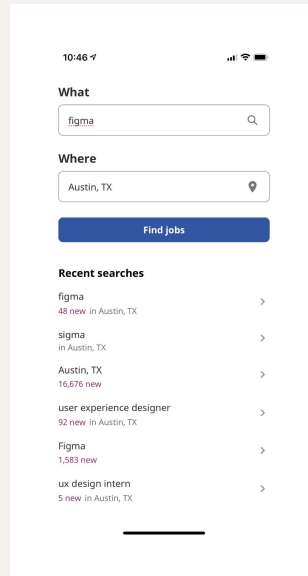 10:46
What
figma
Where
Austin, TX
Find jobs
Recent searches
figma
48 new in Austin, TX
sigma
in Austin, TX
Austin, TX
16,676 new
user experience designer
92 new in Austin, TX
Figma
1,583 new
ux design intern
5 new in Austin, TX